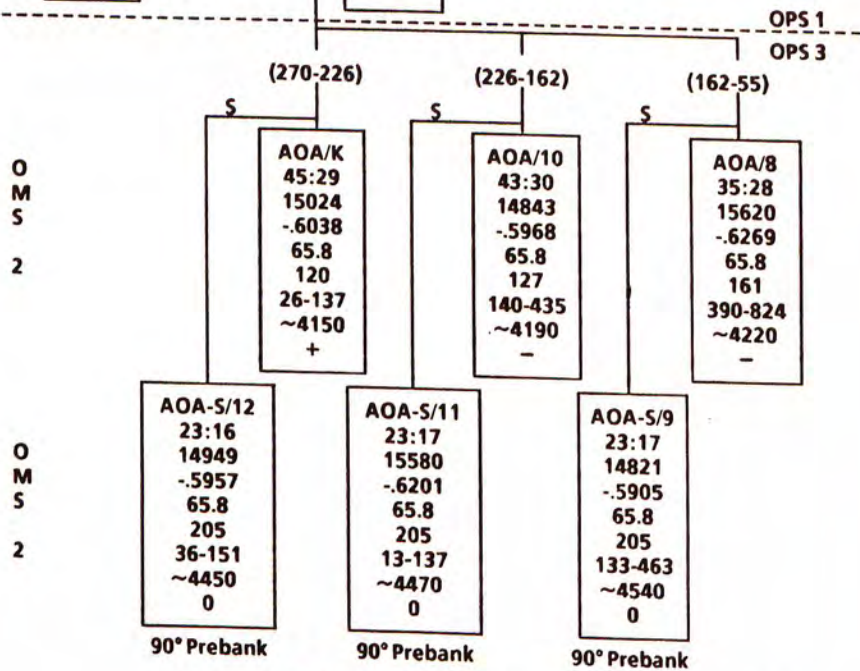 OPS 1
OPS 3
(270-226)
(226-162)
(162-55)
S
S
S
O
M
S
2
AOA/K
45:29
15024
-.6038
65.8
120
26-137
~4150
+
AOA/10
43:30
14843
-.5968
65.8
127
140-435
~4190
–
AOA/8
35:28
15620
-.6269
65.8
161
390-824
~4220
–
O
M
S
2
AOA-S/12
23:16
14949
-.5957
65.8
205
36-151
~4450
0
90° Prebank
AOA-S/11
23:17
15580
-.6201
65.8
205
13-137
~4470
0
90° Prebank
AOA-S/9
23:17
14821
-.5905
65.8
205
133-463
~4540
0
90° Prebank